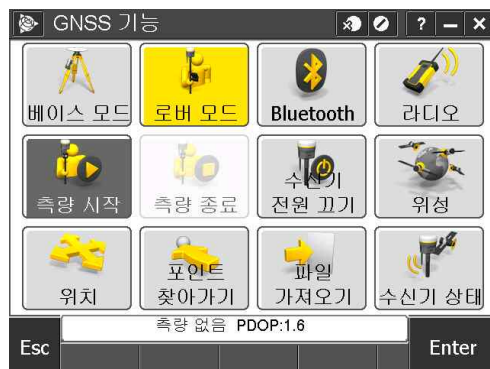 GNSS 기능
? – ×
베이스 모드
로버 모드
Bluetooth
라디오
측량 시작
측량 종료
수신기
전원 끄기
위성
위치
포인트
찾아가기
파일
가져오기
수신기 상태
측량 없음 PDOP:1.6
Esc
Enter